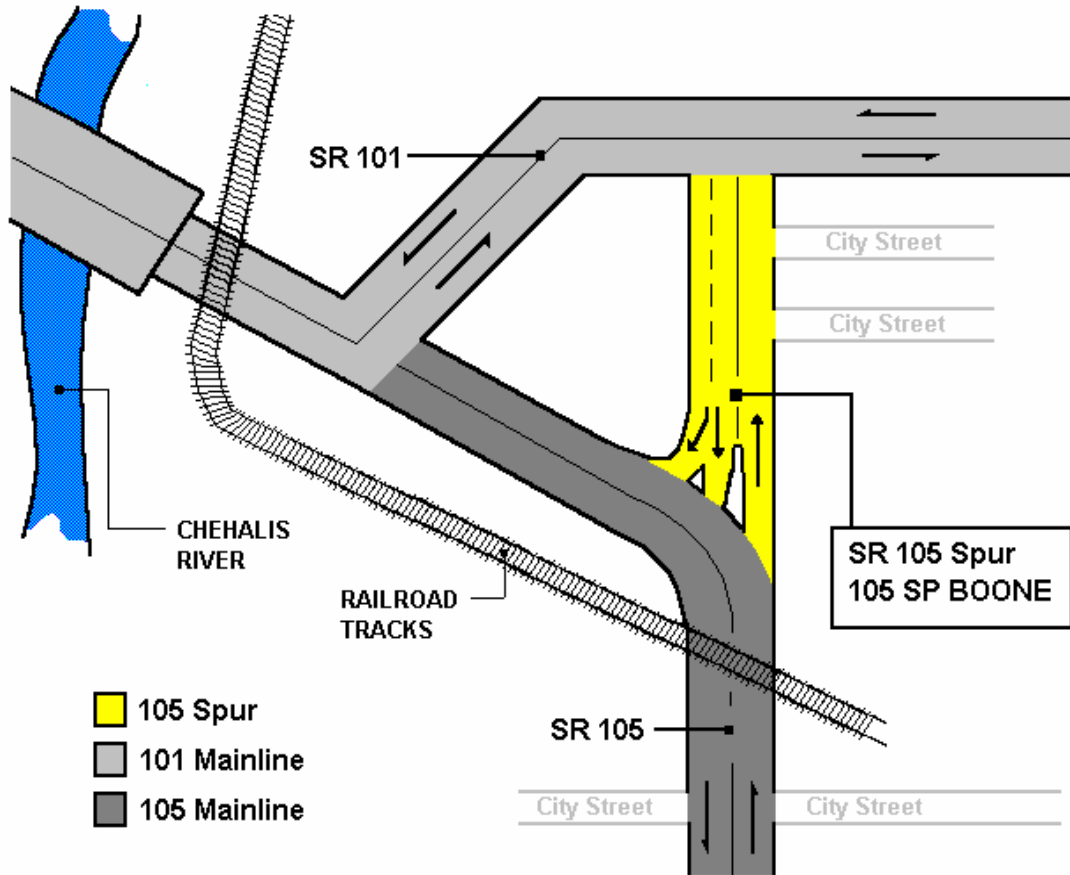 SR 101
City Street
City Street
CHEHALIS
RIVER
SR 105 Spur
105 SP BOONE
RAILROAD
TRACKS
105 Spur
101 Mainline
105 Mainline
SR 105
City Street
City Street